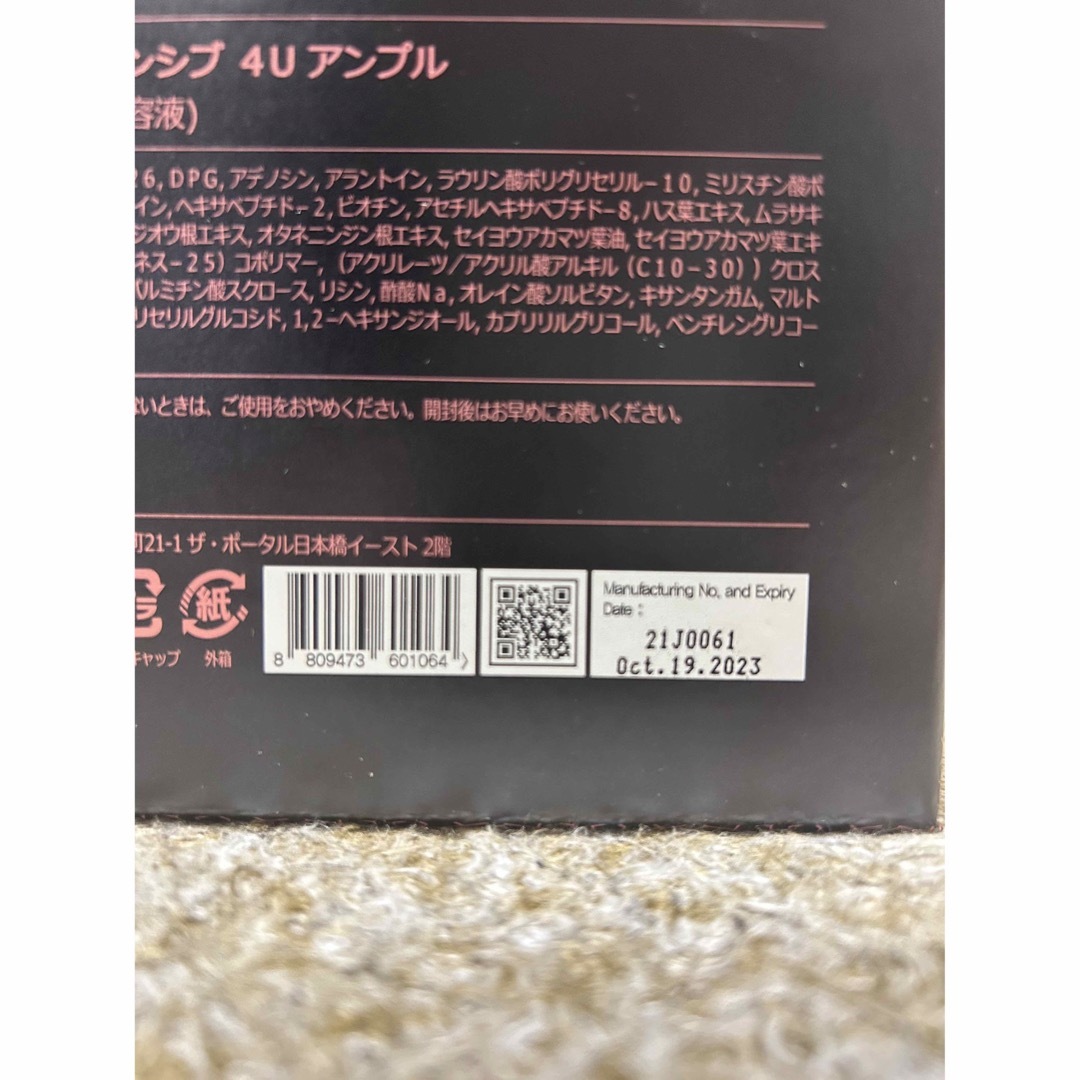 ンシブ 4U アンプル
容液)
26, DPG, アデノシン, アラントイン, ラウリン酸ポリグリセリル-10, ミリスチン酸ポ
イン, ヘキサペプチド-2, ビオチン, アセチルヘキサペプチド-8, ハス葉エキス, ムラサキ
ジオウ根エキス, オタネニンジン根エキス, セイヨウアカマツ葉油, セイヨウアカマツ葉エキ
ネス-25) コポリマー, (アクリレーツ/アクリル酸アルキル (C10-30)) クロス
パルミチン酸スクロース, リシン, 酢酸Na, オレイン酸ソルビタン, キサンタンガム, マルト
リセリルグルコシド, 1,2-ヘキサンジオール, カプリリルグリコール, ペンチレングリコー
ないときは、ご使用をおやめください。開封後はお早めにお使いください。
町21-1 ザ・ポータル日本橋イースト 2階
プラ
紙
キャップ
外箱
8 809473 601064 >
Manufacturing No, and Expiry
Date :
21J0061
Oct.19.2023